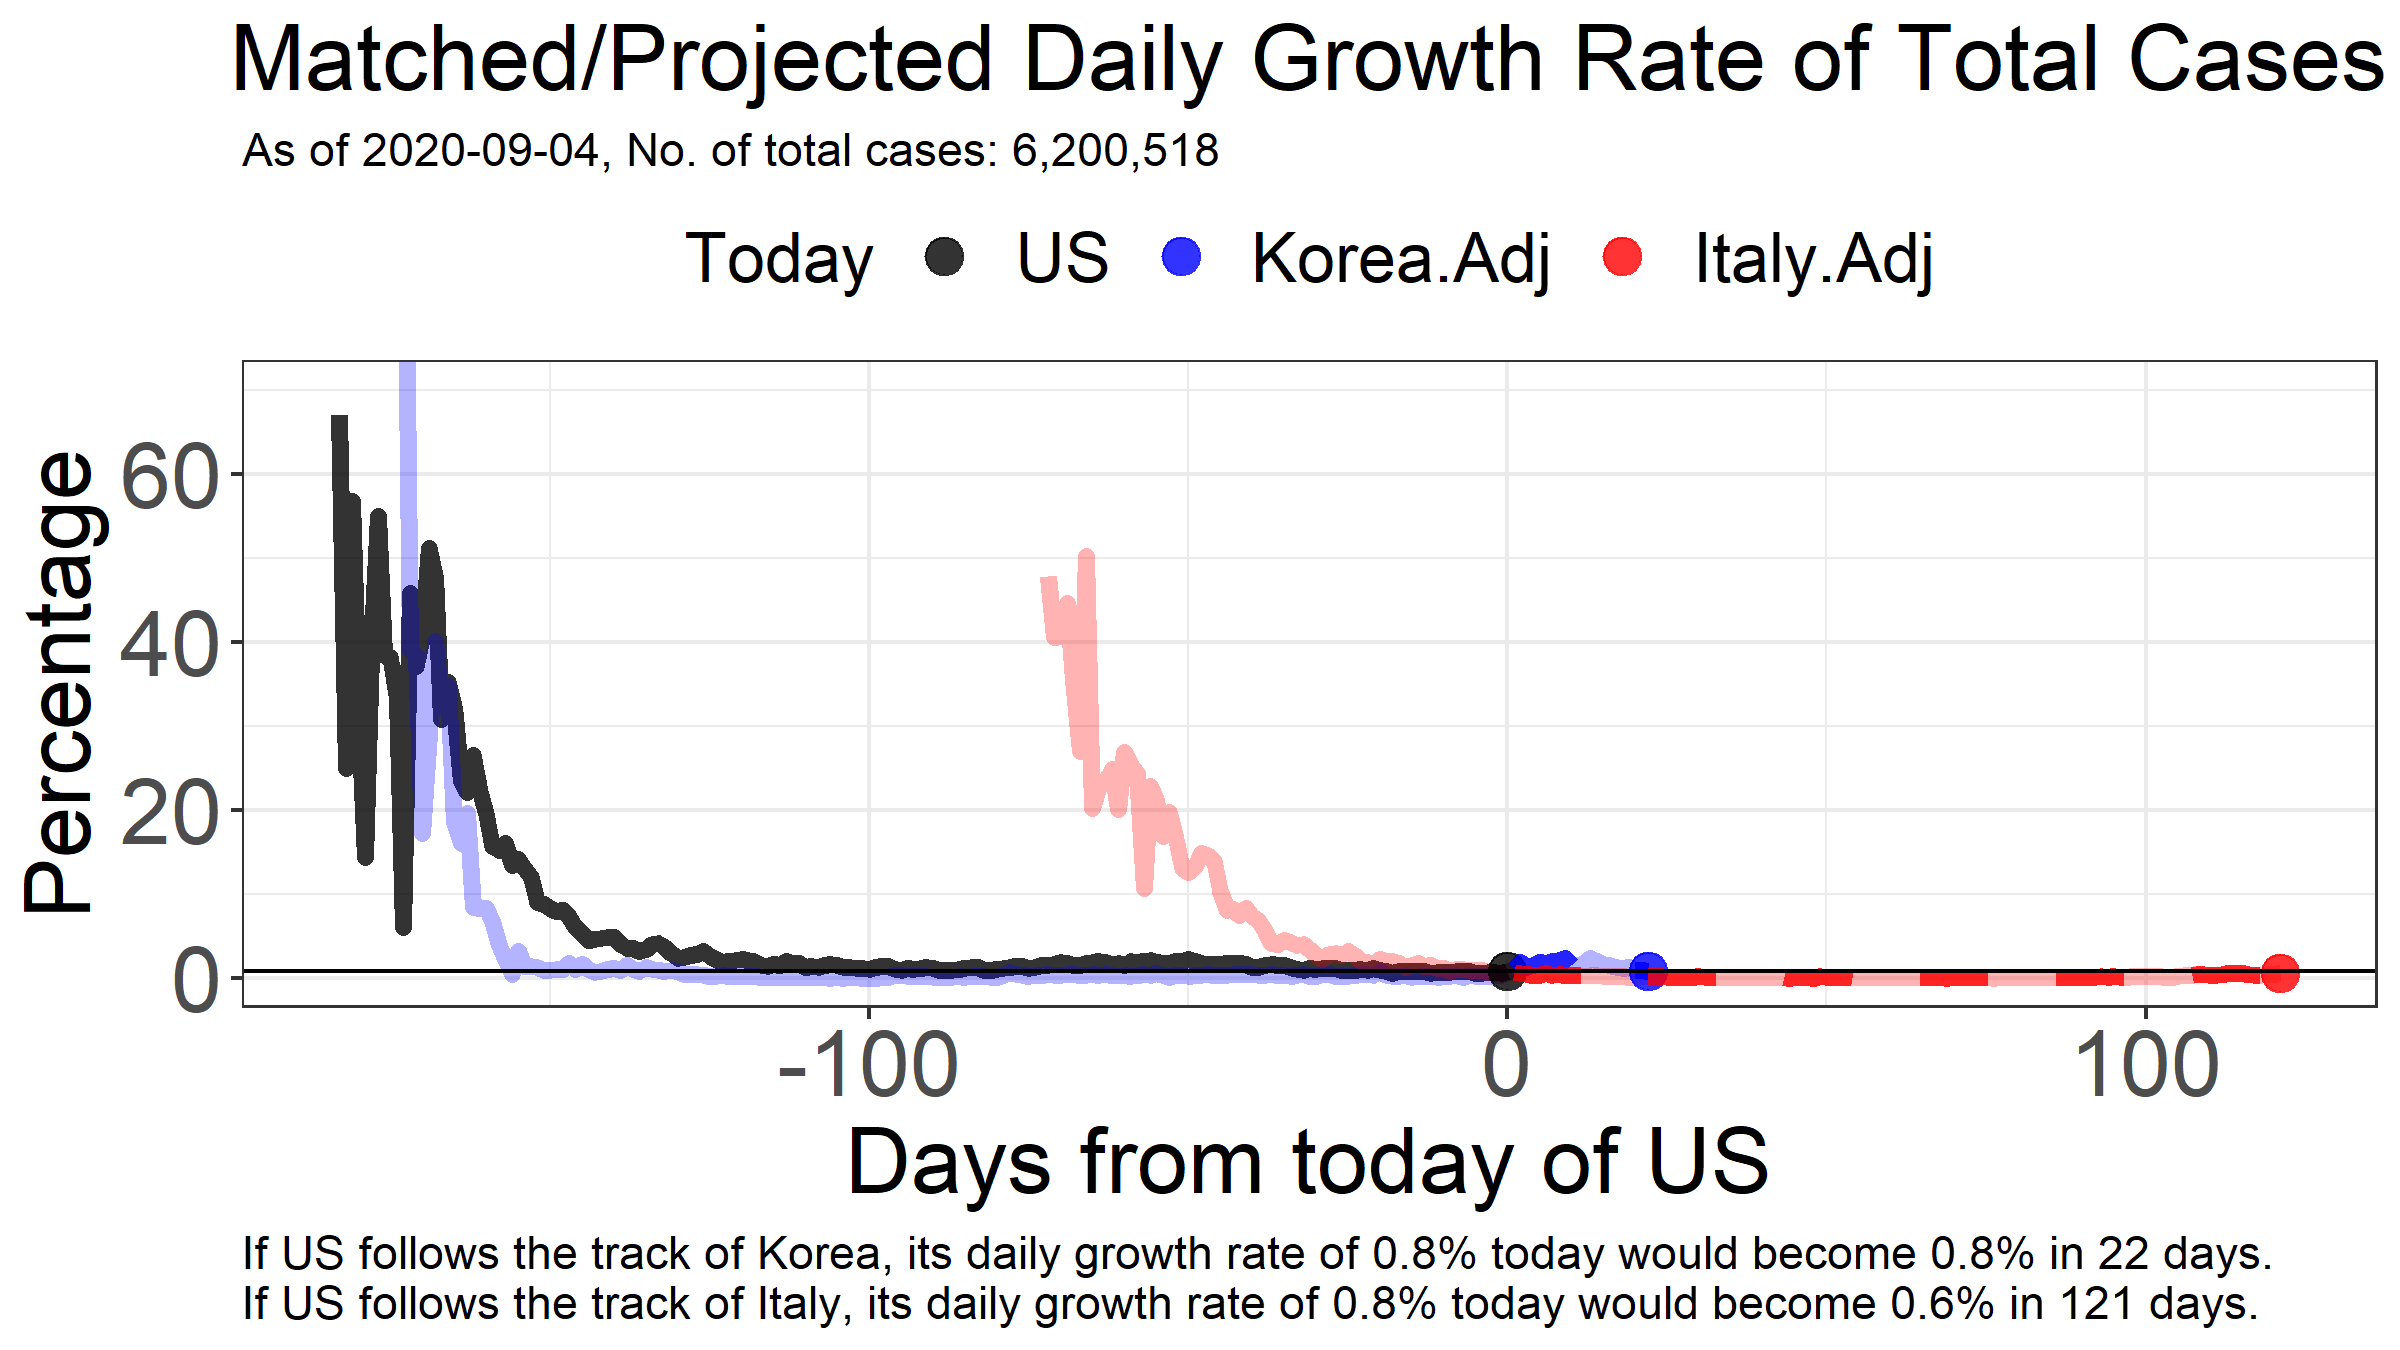 Matched/Projected Daily Growth Rate of Total Cases
As of 2020-09-04, No. of total cases: 6,200,518
Today US Korea.Adj Italy.Adj
Percentage
60
40
20
0
-100 0 100
Days from today of US
If US follows the track of Korea, its daily growth rate of 0.8% today would become 0.8% in 22 days.
If US follows the track of Italy, its daily growth rate of 0.8% today would become 0.6% in 121 days.